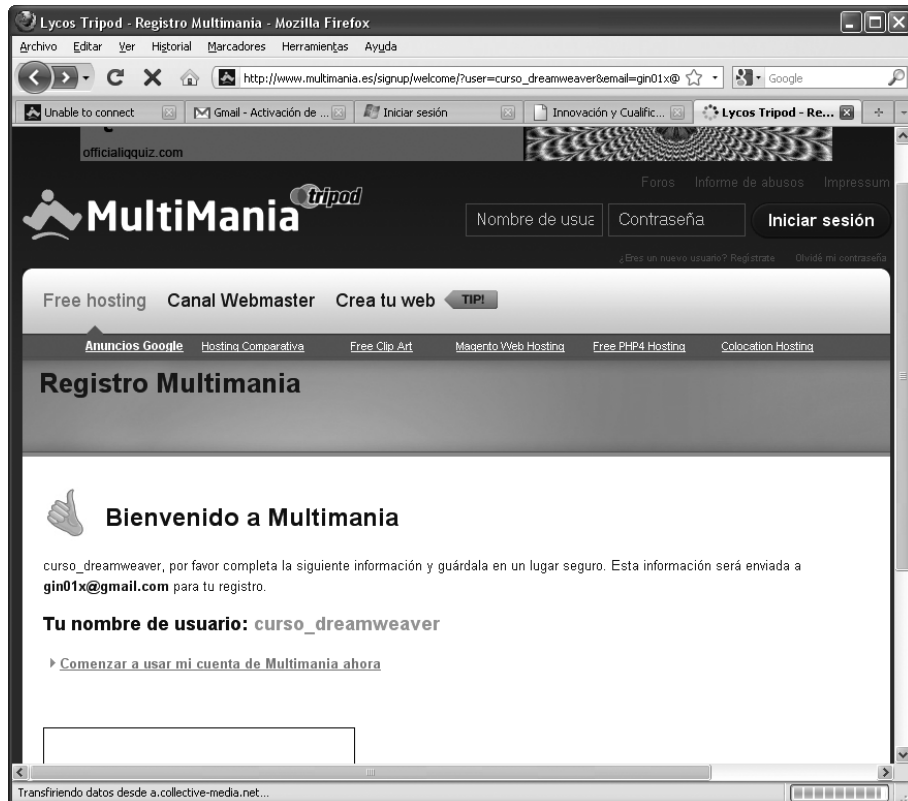 Lycos Tripod - Registro Multimania - Mozilla Firefox
Archivo Editar Ver Historial Marcadores Herramientas Ayuda
http://www.multimania.es/signup/welcome/?user=curso_dreamweaver&email=gin01x@ Google
Unable to connect Gmail - Activación de ... Iniciar sesión Innovación y Cualific... Lycos Tripod - Re...
officialiqquiz.com
Foros Informe de abusos Impressum
MultiMania tripod
Nombre de usua Contraseña Iniciar sesión
¿Eres un nuevo usuario? Regístrate Olvidé mi contraseña
Free hosting Canal Webmaster Crea tu web TIP!
Anuncios Google Hosting Comparativa Free Clip Art Magento Web Hosting Free PHP4 Hosting Colocation Hosting
Registro Multimania
Bienvenido a Multimania
curso_dreamweaver, por favor completa la siguiente información y guárdala en un lugar seguro. Esta información será enviada a
gin01x@gmail.com para tu registro.
Tu nombre de usuario: curso_dreamweaver
Comenzar a usar mi cuenta de Multimania ahora
Transfiriendo datos desde a.collective-media.net...